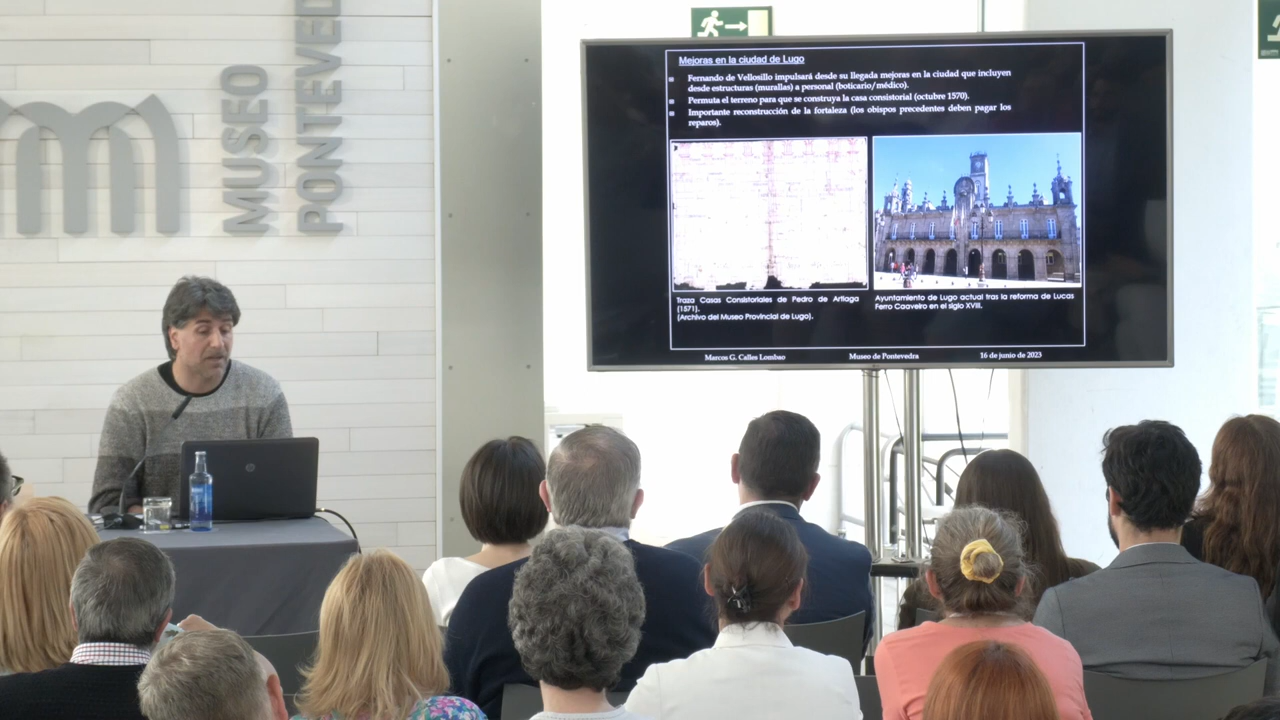 MUSEO
PONTEVED
Mejoras en la ciudad de Lugo
Fernando de Vellosillo impulsará desde su llegada mejoras en la ciudad que incluyen
desde estructuras (murallas) a personal (boticario/médico).
Permuta el terreno para que se construya la casa consistorial (octubre 1570).
Importante reconstrucción de la fortaleza (los obispos precedentes deben pagar los
reparos).
Traza Casas Consistoriales de Pedro de Artiaga
(1571).
(Archivo del Museo Provincial de Lugo).
Ayuntamiento de Lugo actual tras la reforma de Lucas
Ferro Caaveiro en el siglo XVIII.
Marcos G. Calles Lombao
Museo de Pontevedra
16 de junio de 2023
hp